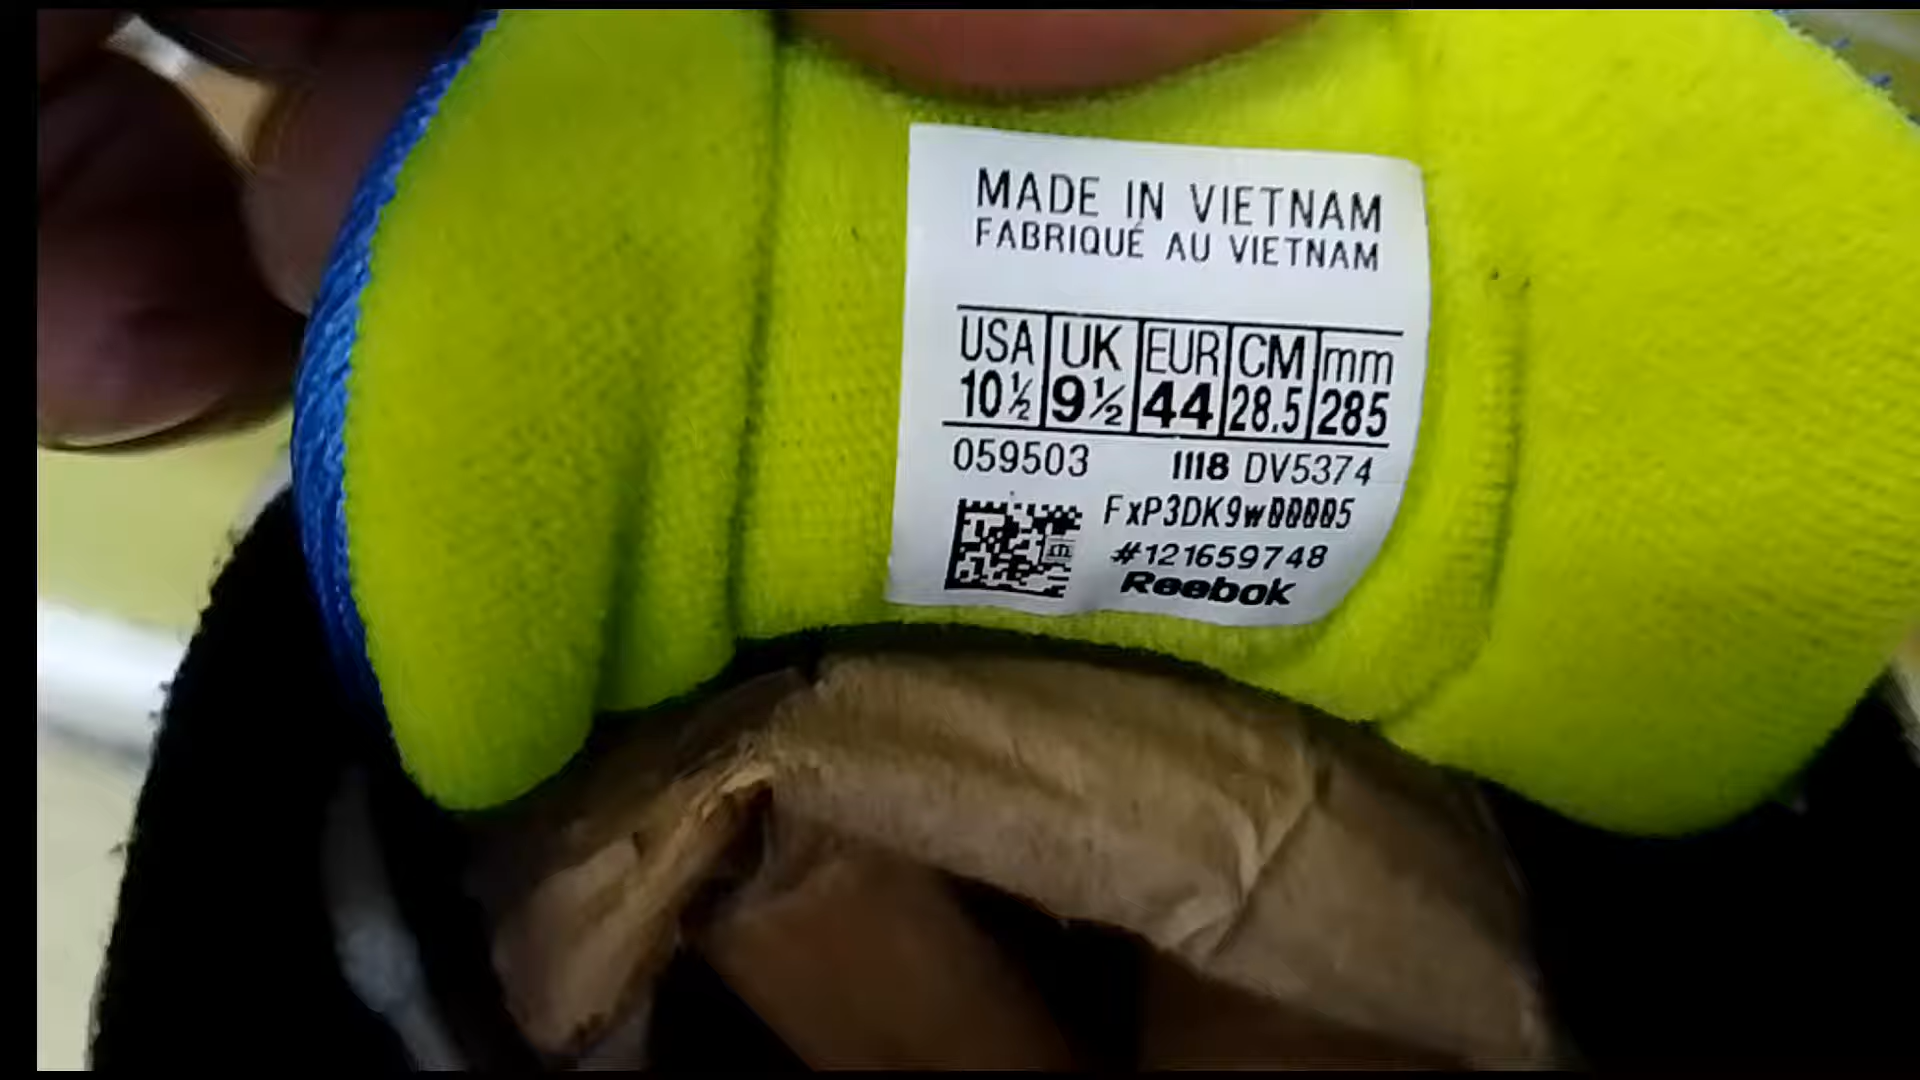 MADE IN VIETNAM
FABRIQUÉ AU VIETNAM
USA UK EUR CM mm
10½ 9½ 44 28.5 285
059503 1118 DV5374
FxP3DK9w00005
#121659748
Reebok